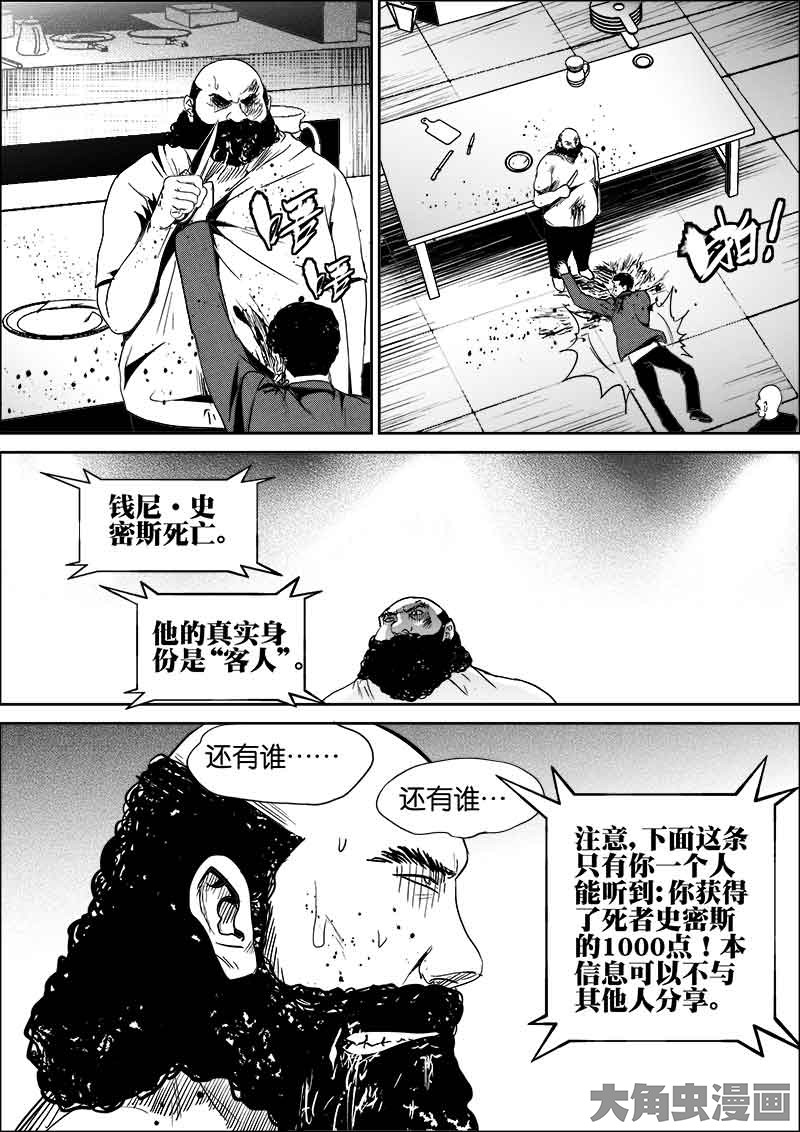 唔
唔
啪！
钱尼·史
密斯死亡。
他的真实身
份是“客人”。
还有谁……
还有谁…
注意，下面这条
只有你一个人
能听到：你获得
了死者史密斯
的1000点！本
信息可以不与
其他人分享。
大角虫漫画